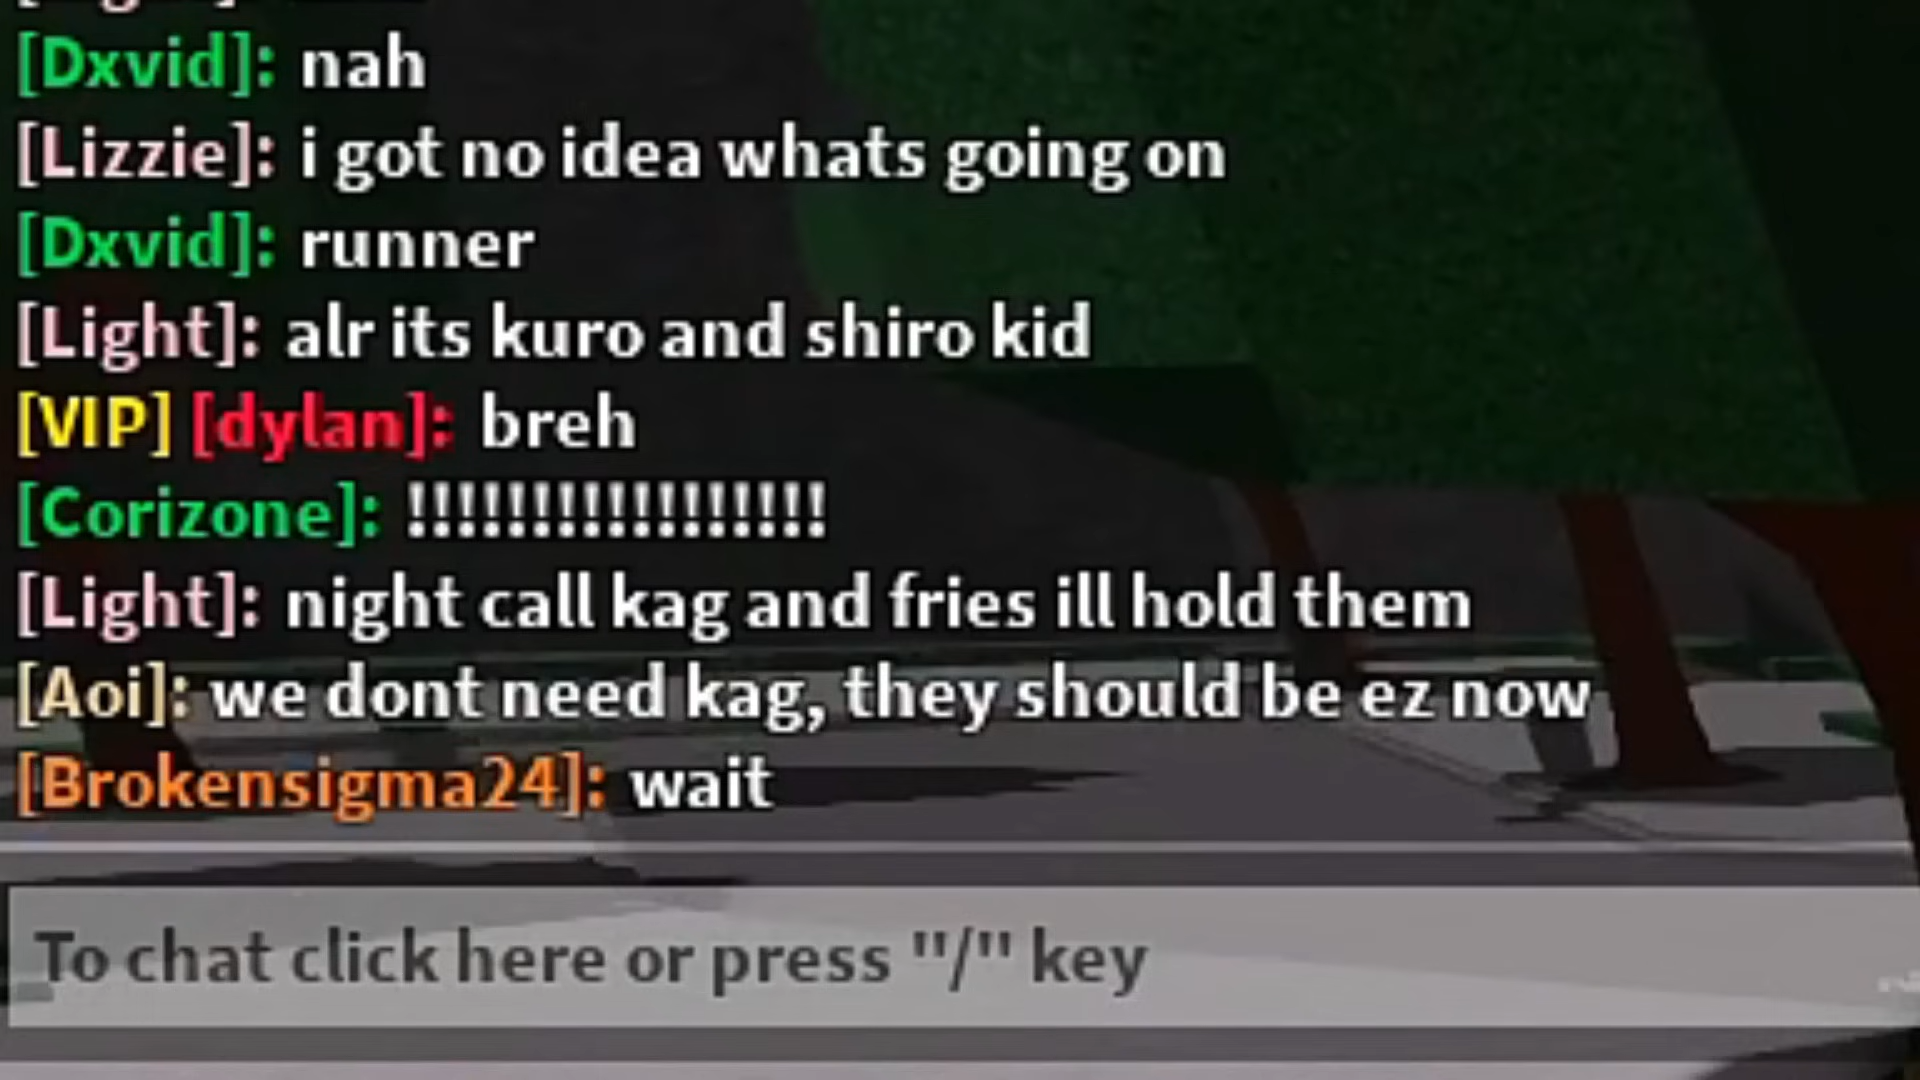 [Dxvid]: nah
[Lizzie]: i got no idea whats going on
[Dxvid]: runner
[Light]: alr its kuro and shiro kid
[VIP] [dylan]: breh
[Corizone]: !!!!!!!!!!!!!!!!!
[Light]: night call kag and fries ill hold them
[Aoi]: we dont need kag, they should be ez now
[Brokensigma24]: wait
To chat click here or press "/" key